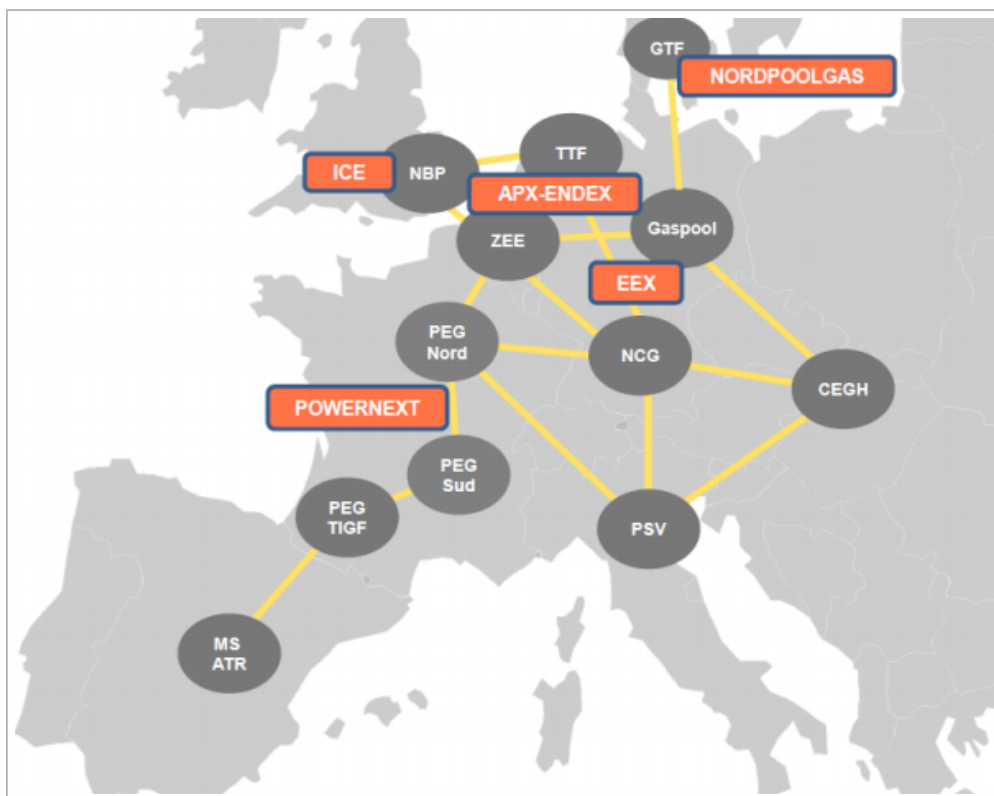 GTF
NORDPOOLGAS
TTF
ICE
NBP
APX-ENDEX
ZEE
Gaspool
EEX
PEG
Nord
NCG
CEGH
POWERNEXT
PEG
Sud
PEG
TIGF
PSV
MS
ATR